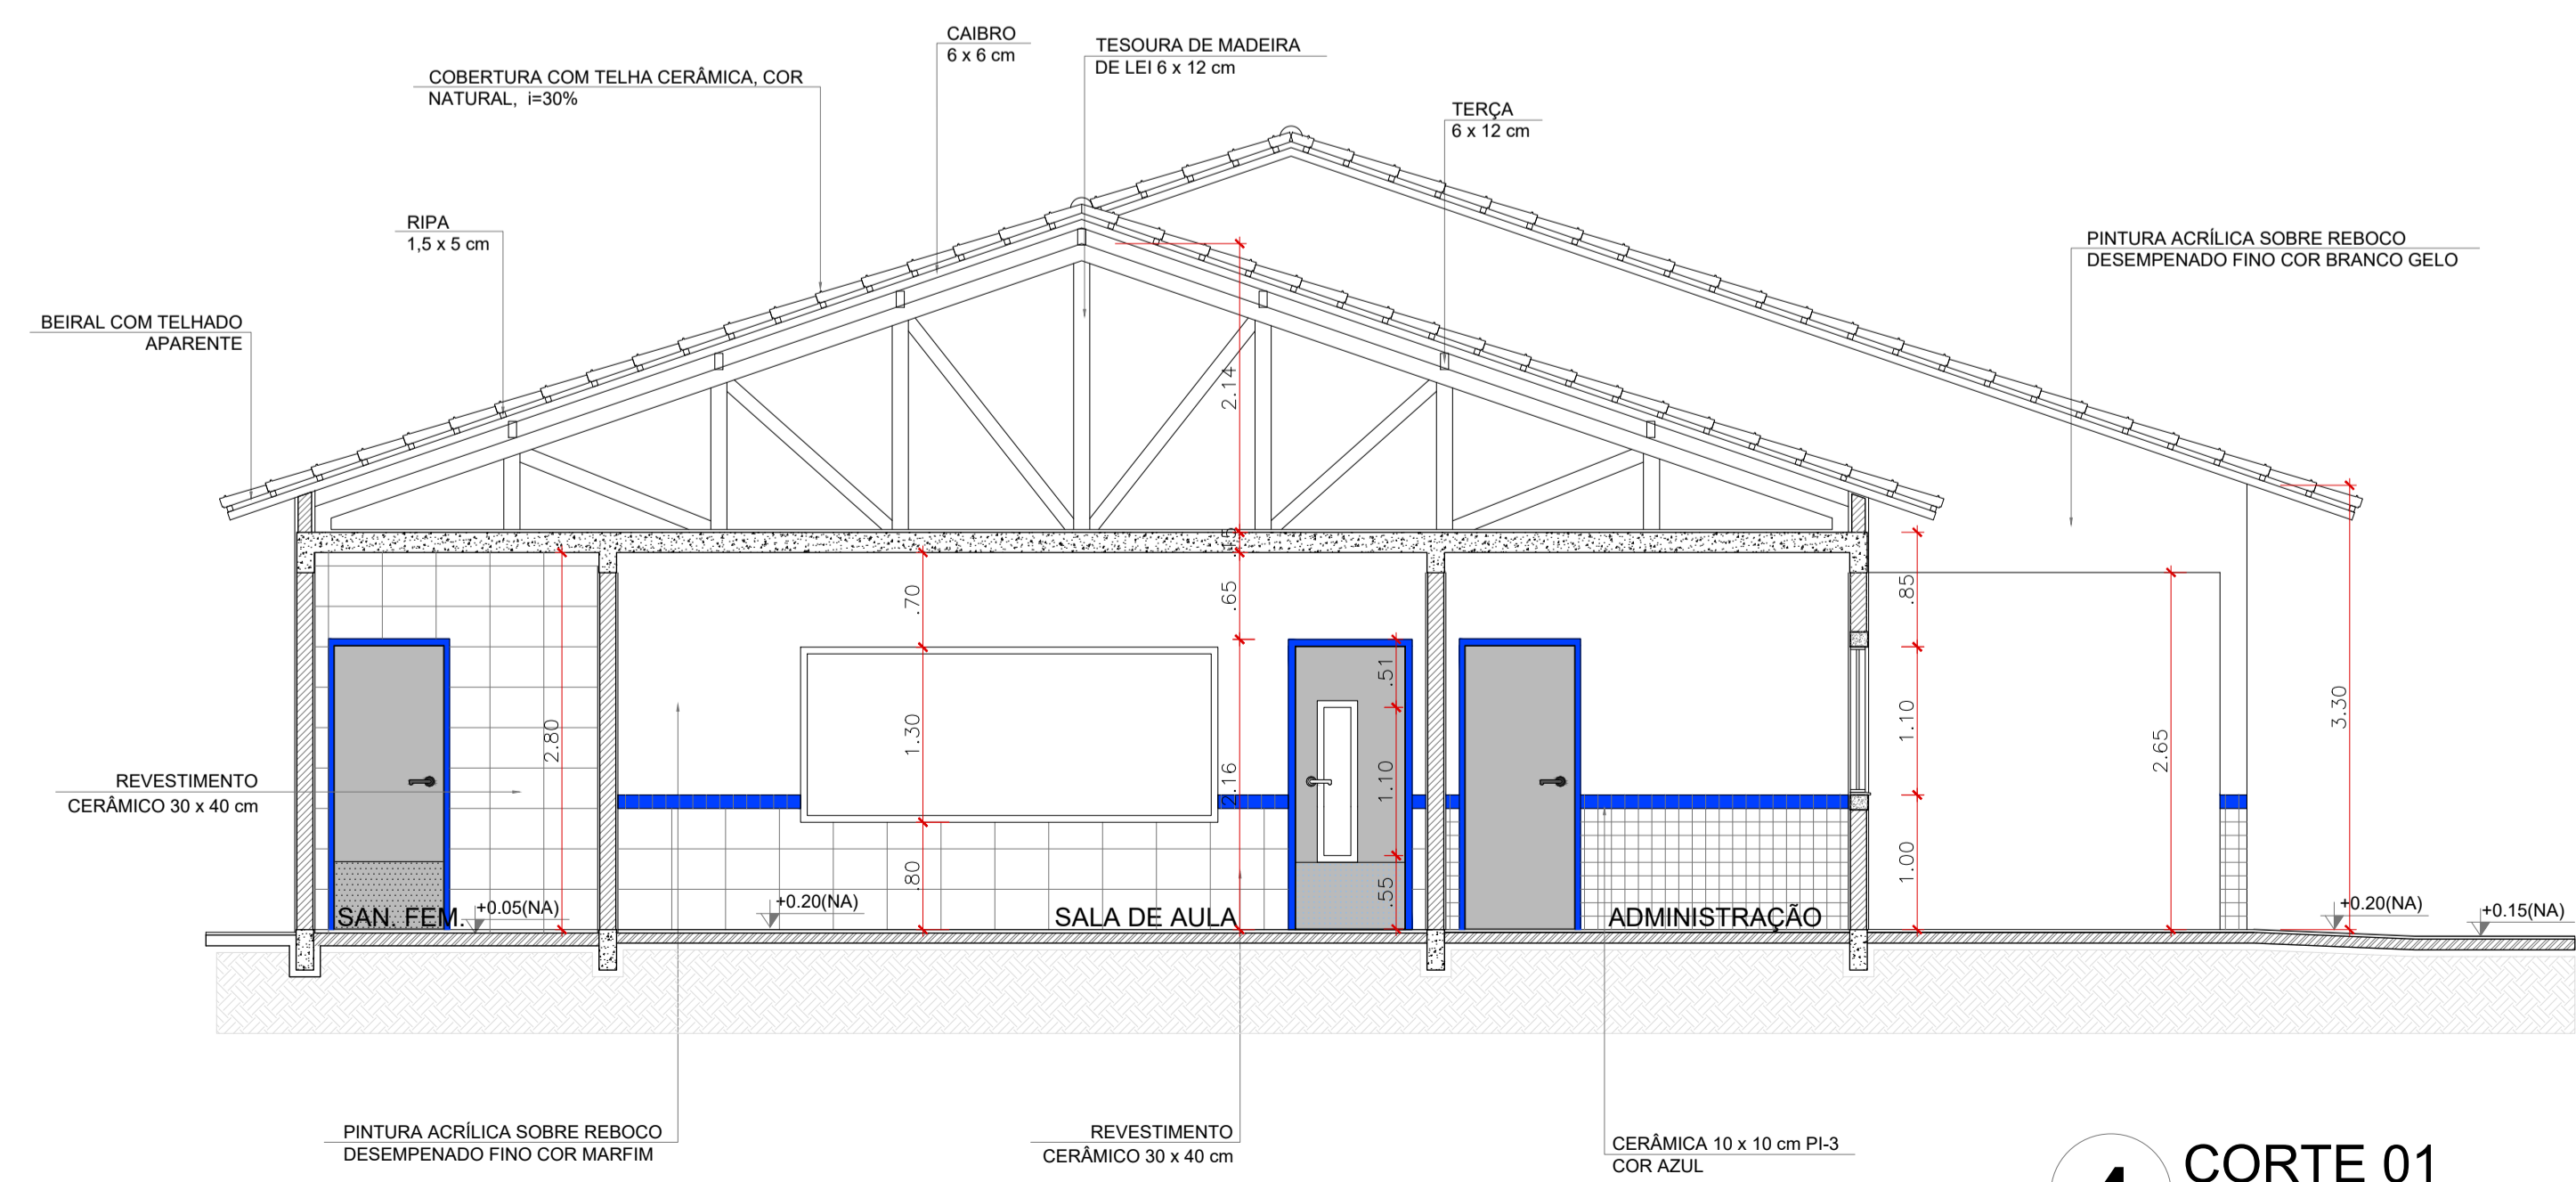 CAIBRO
6 x 6 cm
TESOURA DE MADEIRA
DE LEI 6 x 12 cm
COBERTURA COM TELHA CERÂMICA, COR
NATURAL, i=30%
TERÇA
6 x 12 cm
RIPA
1,5 x 5 cm
PINTURA ACRÍLICA SOBRE REBOCO
DESEMPENADO FINO COR BRANCO GELO
BEIRAL COM TELHADO
APARENTE
2.14
.15
.65
2.16
.70
1.30
.80
2.80
.51
1.10
.55
.85
1.10
1.00
2.65
3.30
REVESTIMENTO
CERÂMICO 30 x 40 cm
SAN. FEM.
+0.05(NA)
+0.20(NA)
SALA DE AULA
ADMINISTRAÇÃO
+0.20(NA)
+0.15(NA)
PINTURA ACRÍLICA SOBRE REBOCO
DESEMPENADO FINO COR MARFIM
REVESTIMENTO
CERÂMICO 30 x 40 cm
CERÂMICA 10 x 10 cm PI-3
COR AZUL
CORTE 01